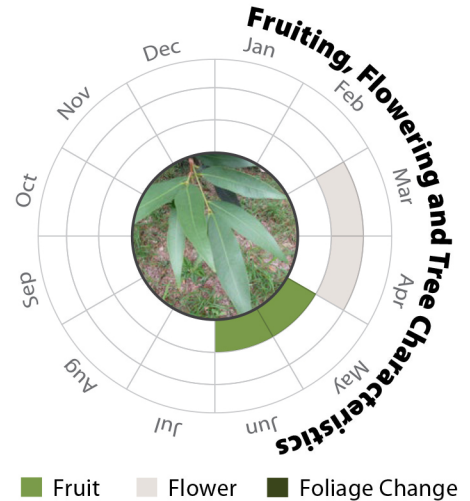 Fruiting, Flowering and Tree Characteristics
Jan
Feb
Mar
Apr
May
Jun
Jul
Aug
Sep
Oct
Nov
Dec
Fruit
Flower
Foliage Change